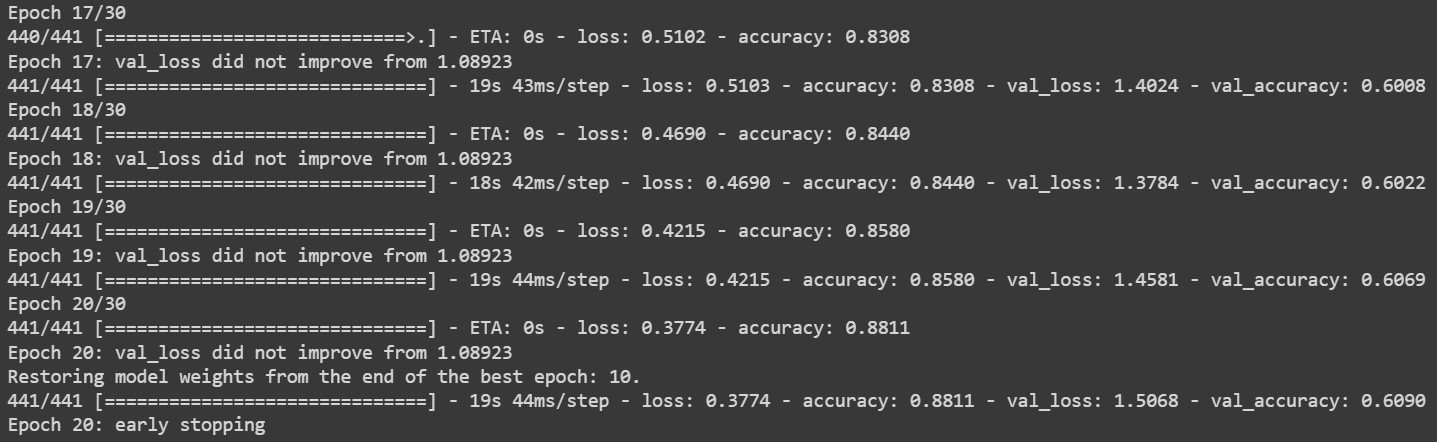 Epoch 17/30
440/441 [============================>.] - ETA: 0s - loss: 0.5102 - accuracy: 0.8308
Epoch 17: val_loss did not improve from 1.08923
441/441 [==============================] - 19s 43ms/step - loss: 0.5103 - accuracy: 0.8308 - val_loss: 1.4024 - val_accuracy: 0.6008
Epoch 18/30
441/441 [==============================] - ETA: 0s - loss: 0.4690 - accuracy: 0.8440
Epoch 18: val_loss did not improve from 1.08923
441/441 [==============================] - 18s 42ms/step - loss: 0.4690 - accuracy: 0.8440 - val_loss: 1.3784 - val_accuracy: 0.6022
Epoch 19/30
441/441 [==============================] - ETA: 0s - loss: 0.4215 - accuracy: 0.8580
Epoch 19: val_loss did not improve from 1.08923
441/441 [==============================] - 19s 44ms/step - loss: 0.4215 - accuracy: 0.8580 - val_loss: 1.4581 - val_accuracy: 0.6069
Epoch 20/30
441/441 [==============================] - ETA: 0s - loss: 0.3774 - accuracy: 0.8811
Epoch 20: val_loss did not improve from 1.08923
Restoring model weights from the end of the best epoch: 10.
441/441 [==============================] - 19s 44ms/step - loss: 0.3774 - accuracy: 0.8811 - val_loss: 1.5068 - val_accuracy: 0.6090
Epoch 20: early stopping